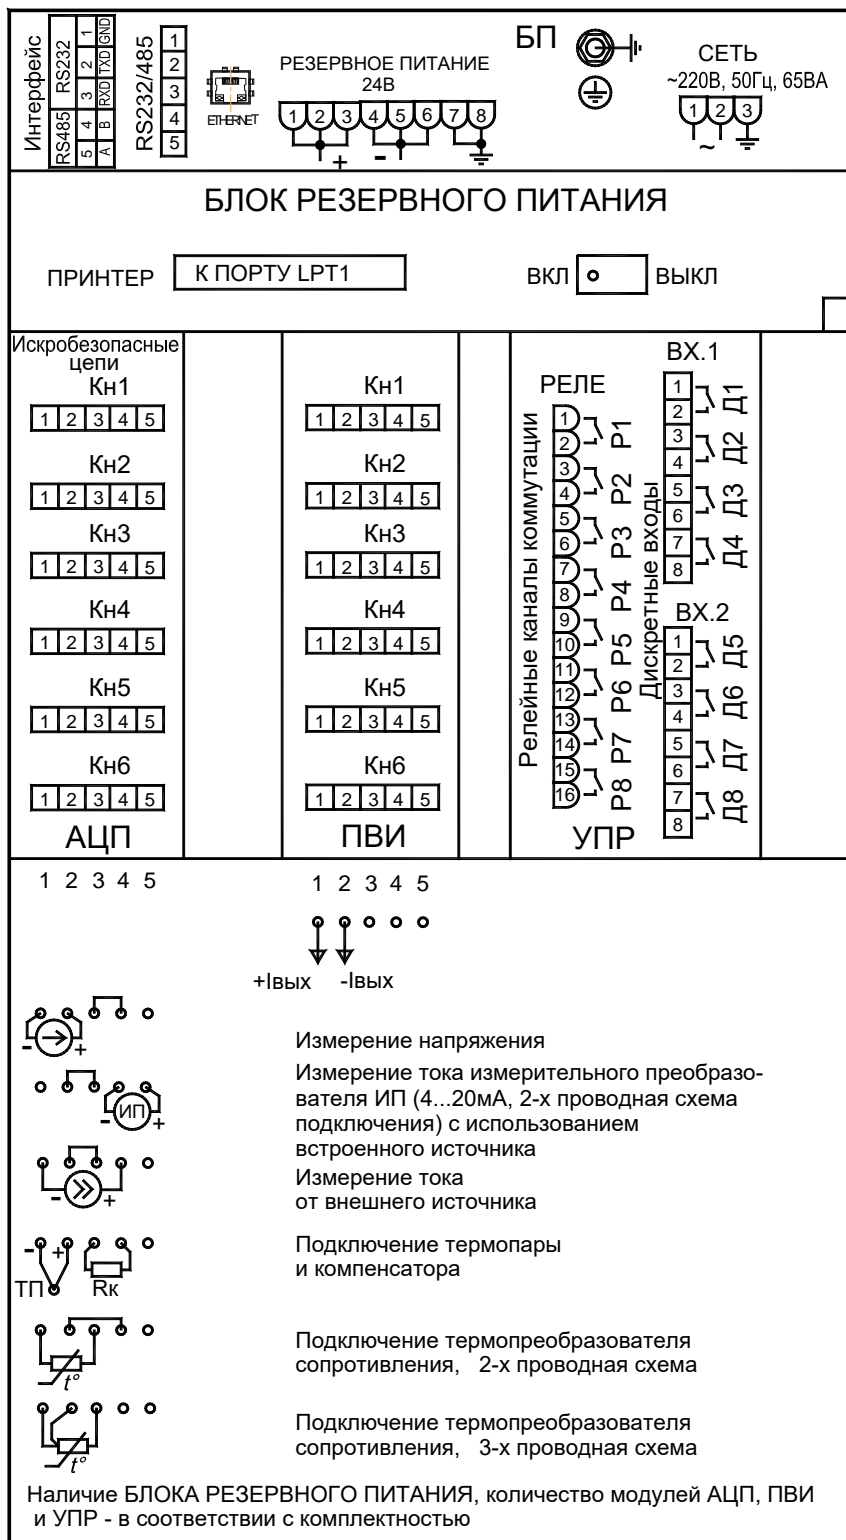 Интерфейс
RS485 RS232
5 4 3 2 1
A B RXD TXD GND
RS232/485
1
2
3
4
5
ETHERNET
РЕЗЕРВНОЕ ПИТАНИЕ
24В
1 2 3 4 5 6 7 8
+ -
БП
СЕТЬ
~220В, 50Гц, 65ВА
1 2 3
~
БЛОК РЕЗЕРВНОГО ПИТАНИЯ
ПРИНТЕР К ПОРТУ LPT1
ВКЛ ВЫКЛ
Искробезопасные
цепи
Кн1
1 2 3 4 5
Кн2
1 2 3 4 5
Кн3
1 2 3 4 5
Кн4
1 2 3 4 5
Кн5
1 2 3 4 5
Кн6
1 2 3 4 5
АЦП
Кн1
1 2 3 4 5
Кн2
1 2 3 4 5
Кн3
1 2 3 4 5
Кн4
1 2 3 4 5
Кн5
1 2 3 4 5
Кн6
1 2 3 4 5
ПВИ
Релейные каналы коммутации
РЕЛЕ
1
2
3
4
5
6
7
8
9
10
11
12
13
14
15
16
Р1
Р2
Р3
Р4
Р5
Р6
Р7
Р8
УПР
Дискретные входы
ВХ.1
1
2
3
4
5
6
7
8
Д1
Д2
Д3
Д4
ВХ.2
1
2
3
4
5
6
7
8
Д5
Д6
Д7
Д8
1 2 3 4 5
1 2 3 4 5
+Iвых -Iвых
- +
Измерение напряжения
ИП
- +
Измерение тока измерительного преобразо-
вателя ИП (4...20мА, 2-х проводная схема
подключения) с использованием
встроенного источника
- +
Измерение тока
от внешнего источника
- +
ТП Rк
Подключение термопары
и компенсатора
t°
Подключение термопреобразователя
сопротивления, 2-х проводная схема
t°
Подключение термопреобразователя
сопротивления, 3-х проводная схема
Наличие БЛОКА РЕЗЕРВНОГО ПИТАНИЯ, количество модулей АЦП, ПВИ
и УПР - в соответствии с комплектностью